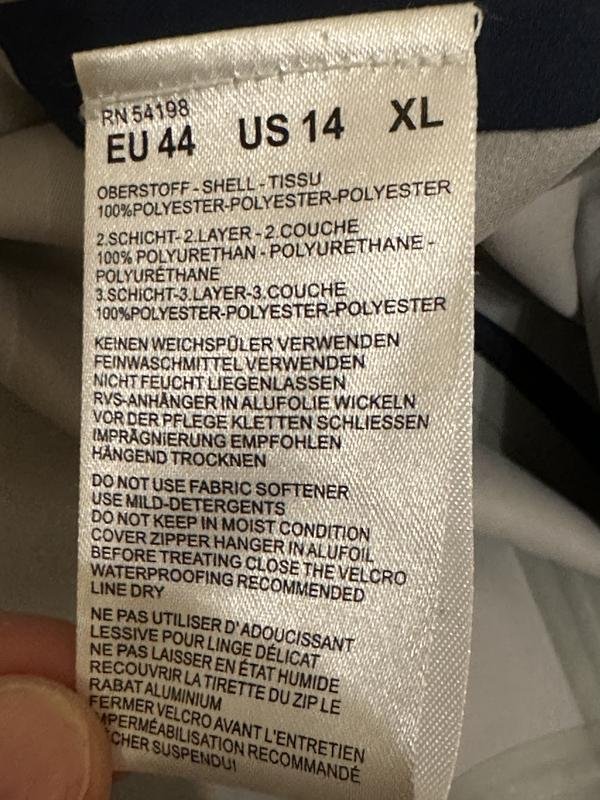 RN 54198
EU 44 US 14 XL
OBERSTOFF - SHELL - TISSU
100%POLYESTER-POLYESTER-POLYESTER
2.SCHICHT- 2.LAYER - 2.COUCHE
100% POLYURETHAN - POLYURETHANE -
POLYURÉTHANE
3.SCHICHT-3.LAYER-3.COUCHE
100%POLYESTER-POLYESTER-POLYESTER
KEINEN WEICHSPÜLER VERWENDEN
FEINWASCHMITTEL VERWENDEN
NICHT FEUCHT LIEGENLASSEN
RVS-ANHÄNGER IN ALUFOLIE WICKELN
VOR DER PFLEGE KLETTEN SCHLIESSEN
IMPRÄGNIERUNG EMPFOHLEN
HÄNGEND TROCKNEN
DO NOT USE FABRIC SOFTENER
USE MILD-DETERGENTS
DO NOT KEEP IN MOIST CONDITION
COVER ZIPPER HANGER IN ALUFOIL
BEFORE TREATING CLOSE THE VELCRO
WATERPROOFING RECOMMENDED
LINE DRY
NE PAS UTILISER D'ADOUCISSANT
LESSIVE POUR LINGE DÉLICAT
NE PAS LAISSER EN ÉTAT HUMIDE
RECOUVRIR LA TIRETTE DU ZIP LE
RABAT ALUMINIUM
FERMER VELCRO AVANT L'ENTRETIEN
IMPERMÉABILISATION RECOMMANDÉ
CHER SUSPENDU!